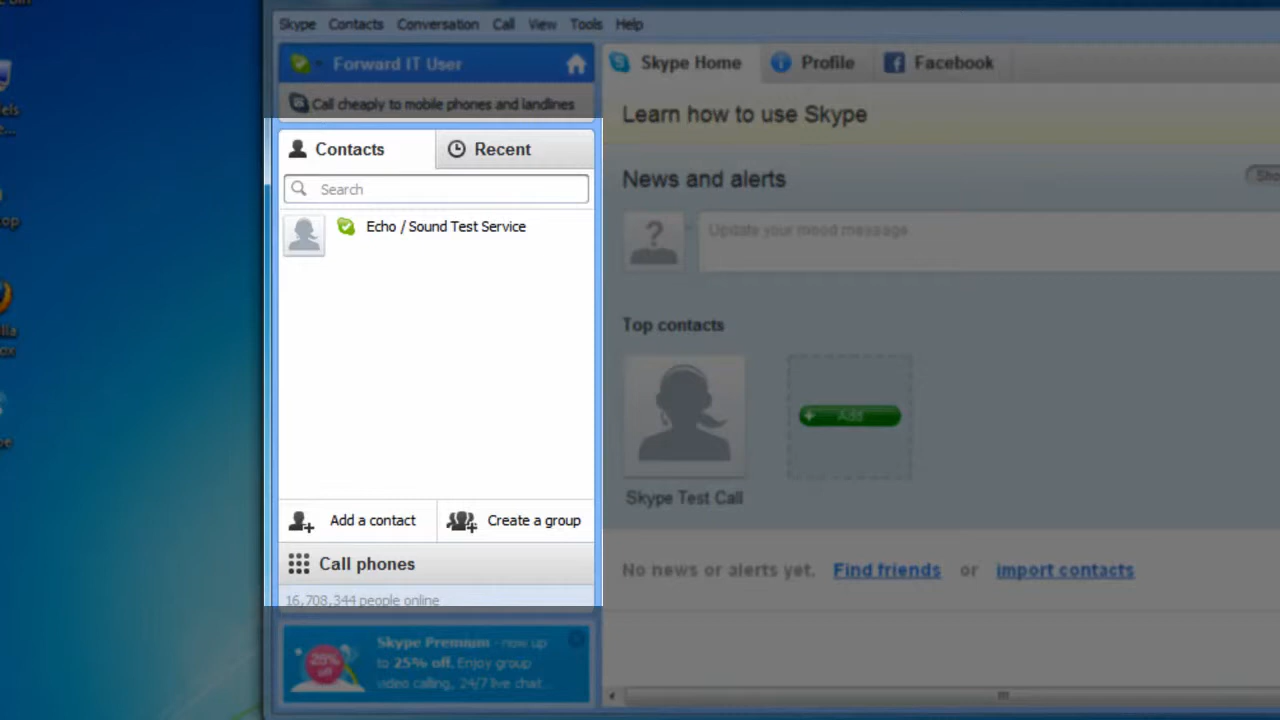 Skype Contacts Conversation Call View Tools Help
Forward IT User
Call cheaply to mobile phones and landlines
Contacts
Recent
Search
Echo / Sound Test Service
Add a contact
Create a group
Call phones
16,708,344 people online
Skype Premium - now up
to 25% off. Enjoy group
video calling, 24/7 live chat...
25%
off
Skype Home
Profile
Facebook
Learn how to use Skype
News and alerts
Update your mood message
Top contacts
Add
Skype Test Call
No news or alerts yet. Find friends or import contacts